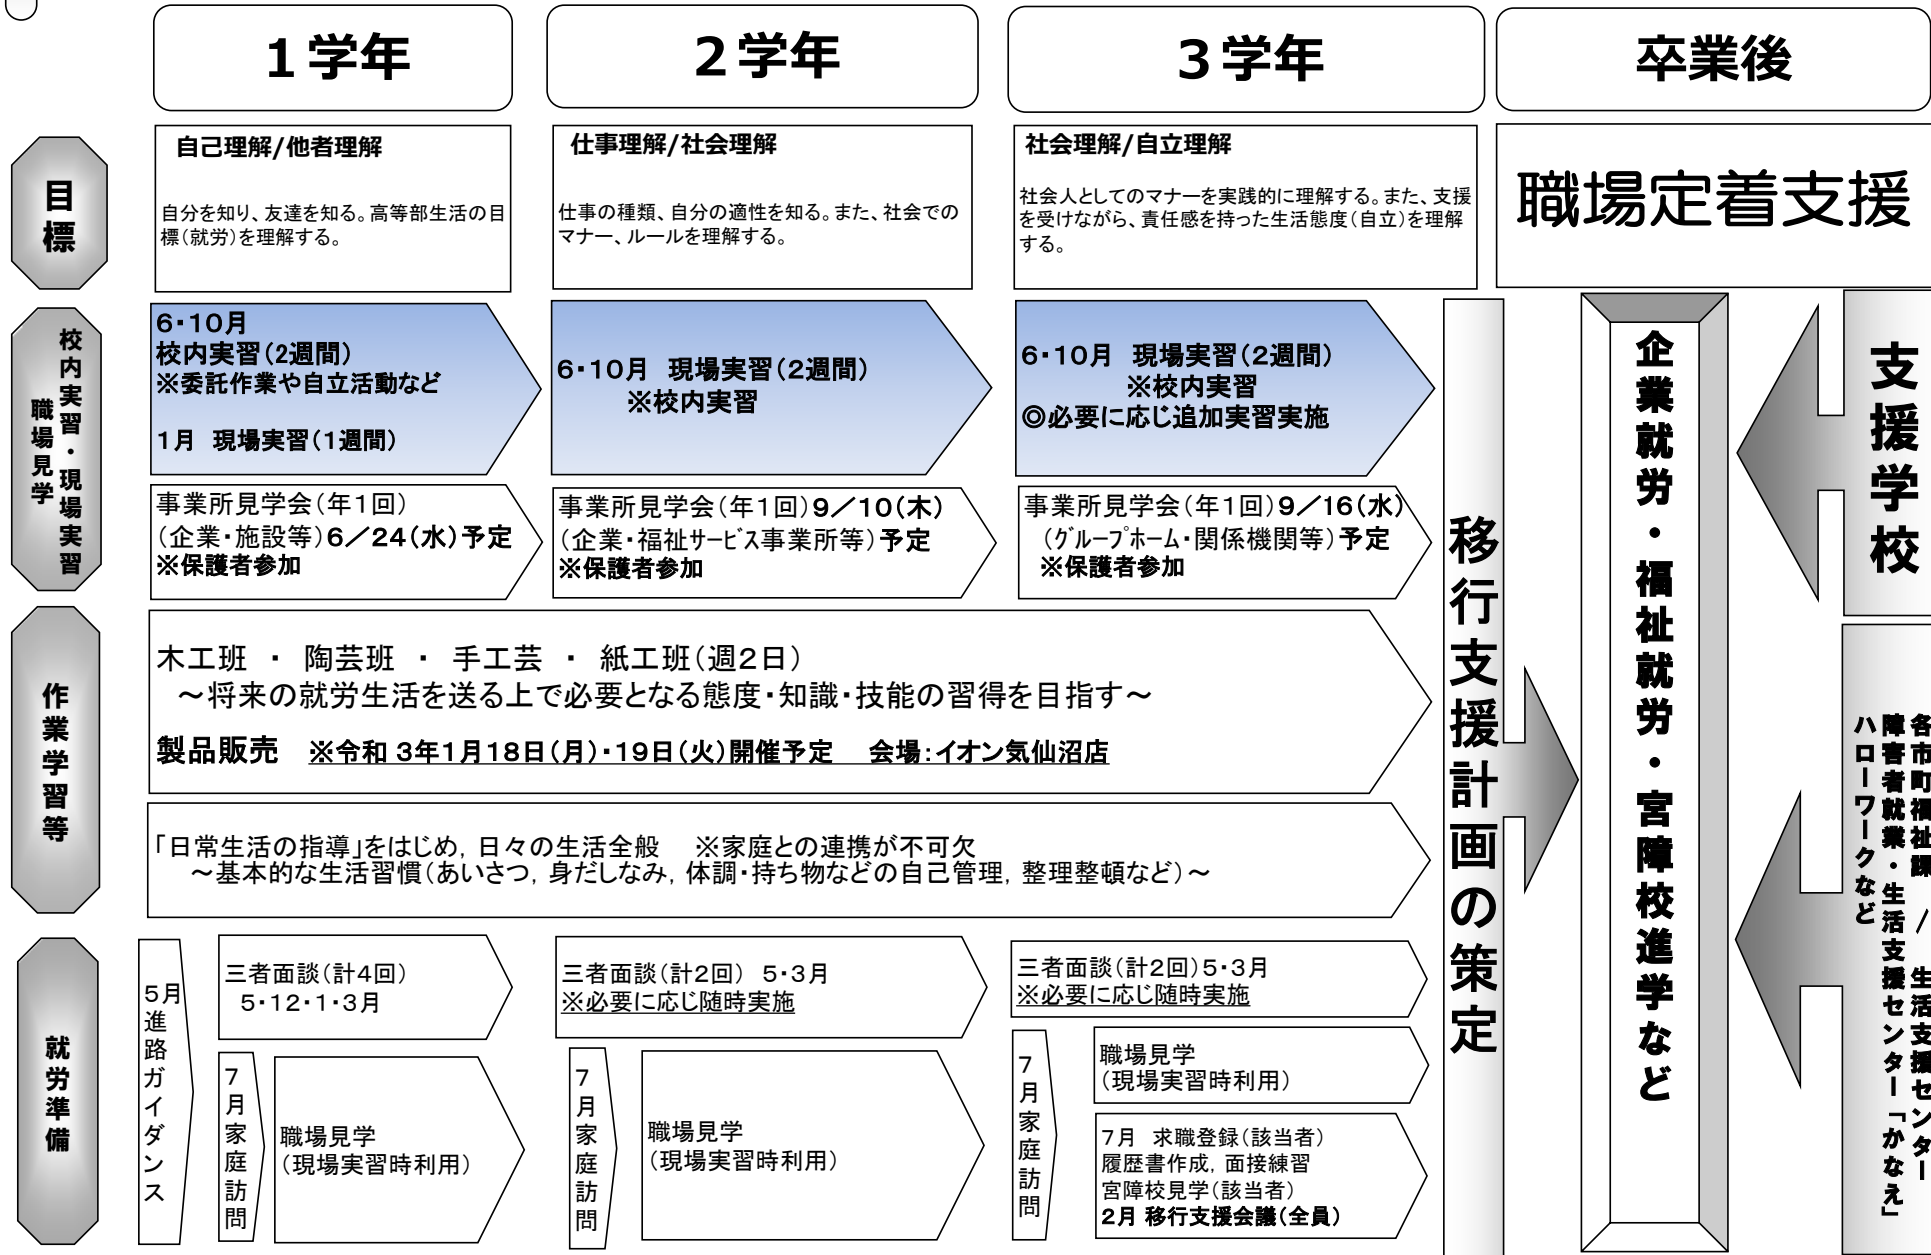 １学年
２学年
３学年
卒業後
目標
自己理解/他者理解
自分を知り、友達を知る。高等部生活の目
標（就労）を理解する。
仕事理解/社会理解
仕事の種類、自分の適性を知る。また、社会での
マナー、ルールを理解する。
社会理解/自立理解
社会人としてのマナーを実践的に理解する。また、支援
を受けながら、責任感を持った生活態度（自立）を理解
する。
職場定着支援
校内実習・現場実習
職場見学
６・１０月
校内実習（2週間）
※委託作業や自立活動など
１月　現場実習（１週間）
６・１０月　現場実習（２週間）
※校内実習
６・１０月　現場実習（２週間）
※校内実習
◎必要に応じ追加実習実施
事業所見学会（年１回）
（企業・施設等）６／２４（水）予定
※保護者参加
事業所見学会（年１回）９／１０（木）
（企業・福祉サービス事業所等）予定
※保護者参加
事業所見学会（年１回）９／１６（水）
（グループホーム・関係機関等）予定
※保護者参加
作業学習等
木工班　・　陶芸班　・　手工芸　・　紙工班（週２日）
～将来の就労生活を送る上で必要となる態度・知識・技能の習得を目指す～
製品販売　※令和 3年１月１８日（月）・１９日（火）開催予定　会場：イオン気仙沼店
「日常生活の指導」をはじめ，日々の生活全般　※家庭との連携が不可欠
～基本的な生活習慣（あいさつ，身だしなみ，体調・持ち物などの自己管理，整理整頓など）～
就労準備
５月進路ガイダンス
三者面談（計４回）
５・１２・１・３月
７月家庭訪問
職場見学
（現場実習時利用）
三者面談（計２回）　５・３月
※必要に応じ随時実施
７月家庭訪問
職場見学
（現場実習時利用）
三者面談（計２回）５・３月
※必要に応じ随時実施
７月家庭訪問
職場見学
（現場実習時利用）
７月　求職登録（該当者）
履歴書作成，面接練習
宮障校見学（該当者）
２月 移行支援会議（全員）
移行支援計画の策定
企業就労・福祉就労・宮障校進学など
支援学校
各市町福祉課　/　生活支援センター
障害者就業・生活支援センター「かなえ」
ハローワークなど